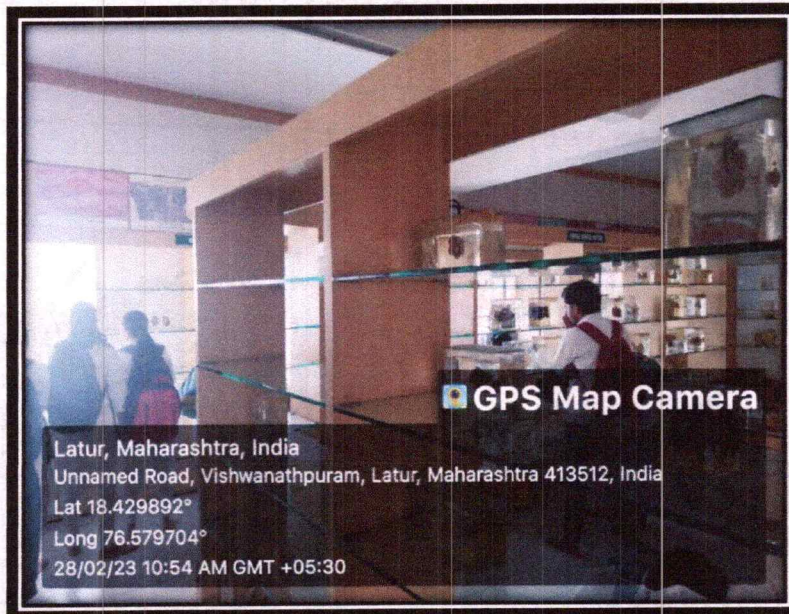 GPS Map Camera
Latur, Maharashtra, India
Unnamed Road, Vishwanathpuram, Latur, Maharashtra 413512, India
Lat 18.429892°
Long 76.579704°
28/02/23 10:54 AM GMT +05:30